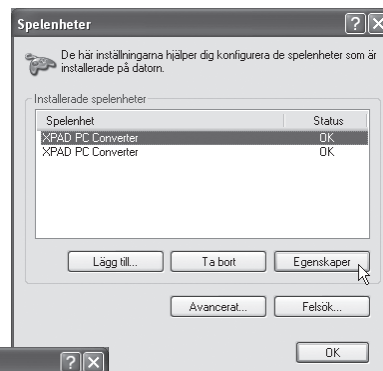 Spelenheter
De här inställningarna hjälper dig konfigurera de spelenheter som är
installerade på datorn.
Installerade spelenheter
Spelenhet Status
XPAD PC Converter OK
XPAD PC Converter OK
Lägg till... Ta bort Egenskaper
Avancerat... Felsök...
OK